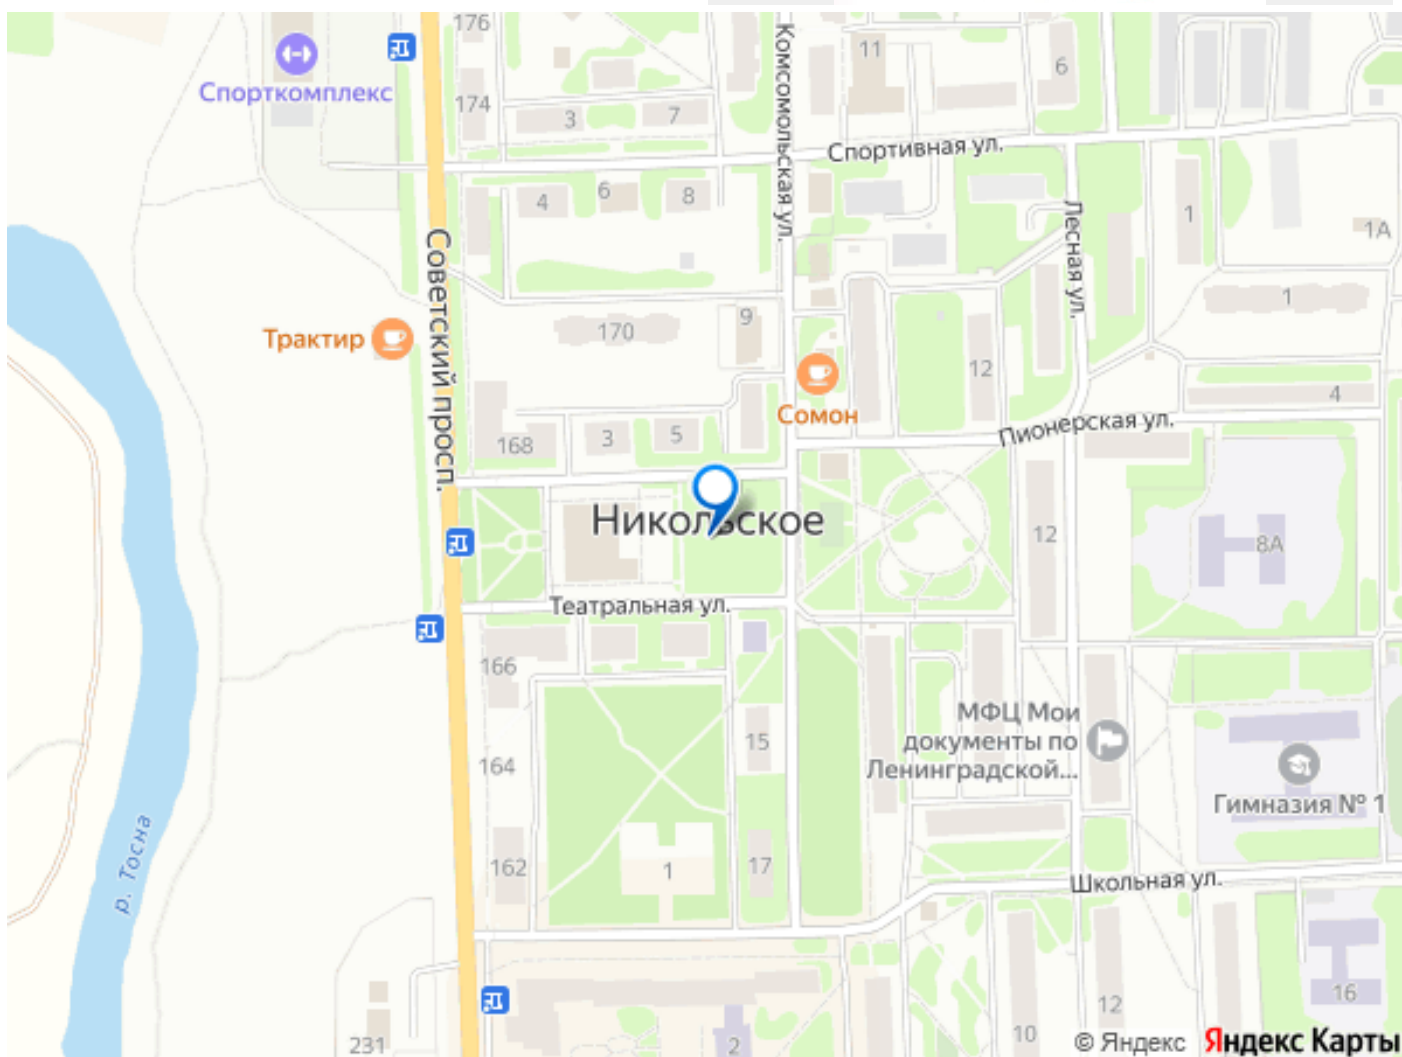 176
Спорткомплекс
174
3
7
Комсомольская ул.
11
6
Спортивная ул.
4
6
8
Советский просп.
Лесная ул.
1
1А
Трактир
170
9
1
12
Сомон
4
168
3
5
Пионерская ул.
Никольское
12
8А
Театральная ул.
166
15
МФЦ Мои
документы по
Ленинградской...
164
Гимназия № 1
р. Тосна
162
1
17
Школьная ул.
231
2
10
12
16
© Яндекс
Яндекс Карты